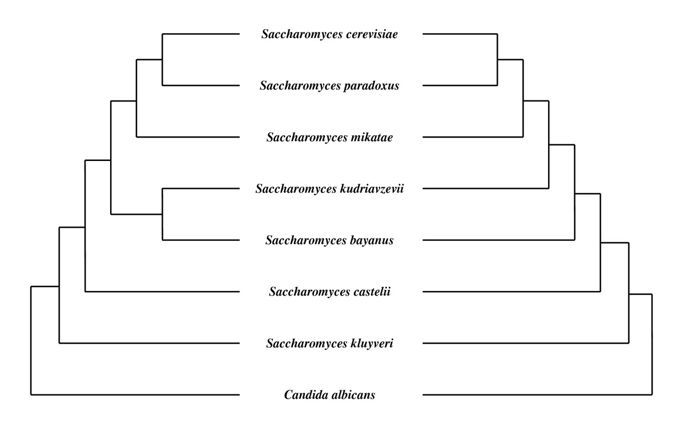 Saccharomyces cerevisiae
Saccharomyces paradoxus
Saccharomyces mikatae
Saccharomyces kudriavzevii
Saccharomyces bayanus
Saccharomyces castelii
Saccharomyces kluyveri
Candida albicans